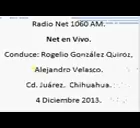 Radio Net 1060 AM.
Net en Vivo.
Conduce: Rogelio González Quiroz,
Alejandro Velasco.
Cd. Juárez, Chihuahua.
4 Diciembre 2013.